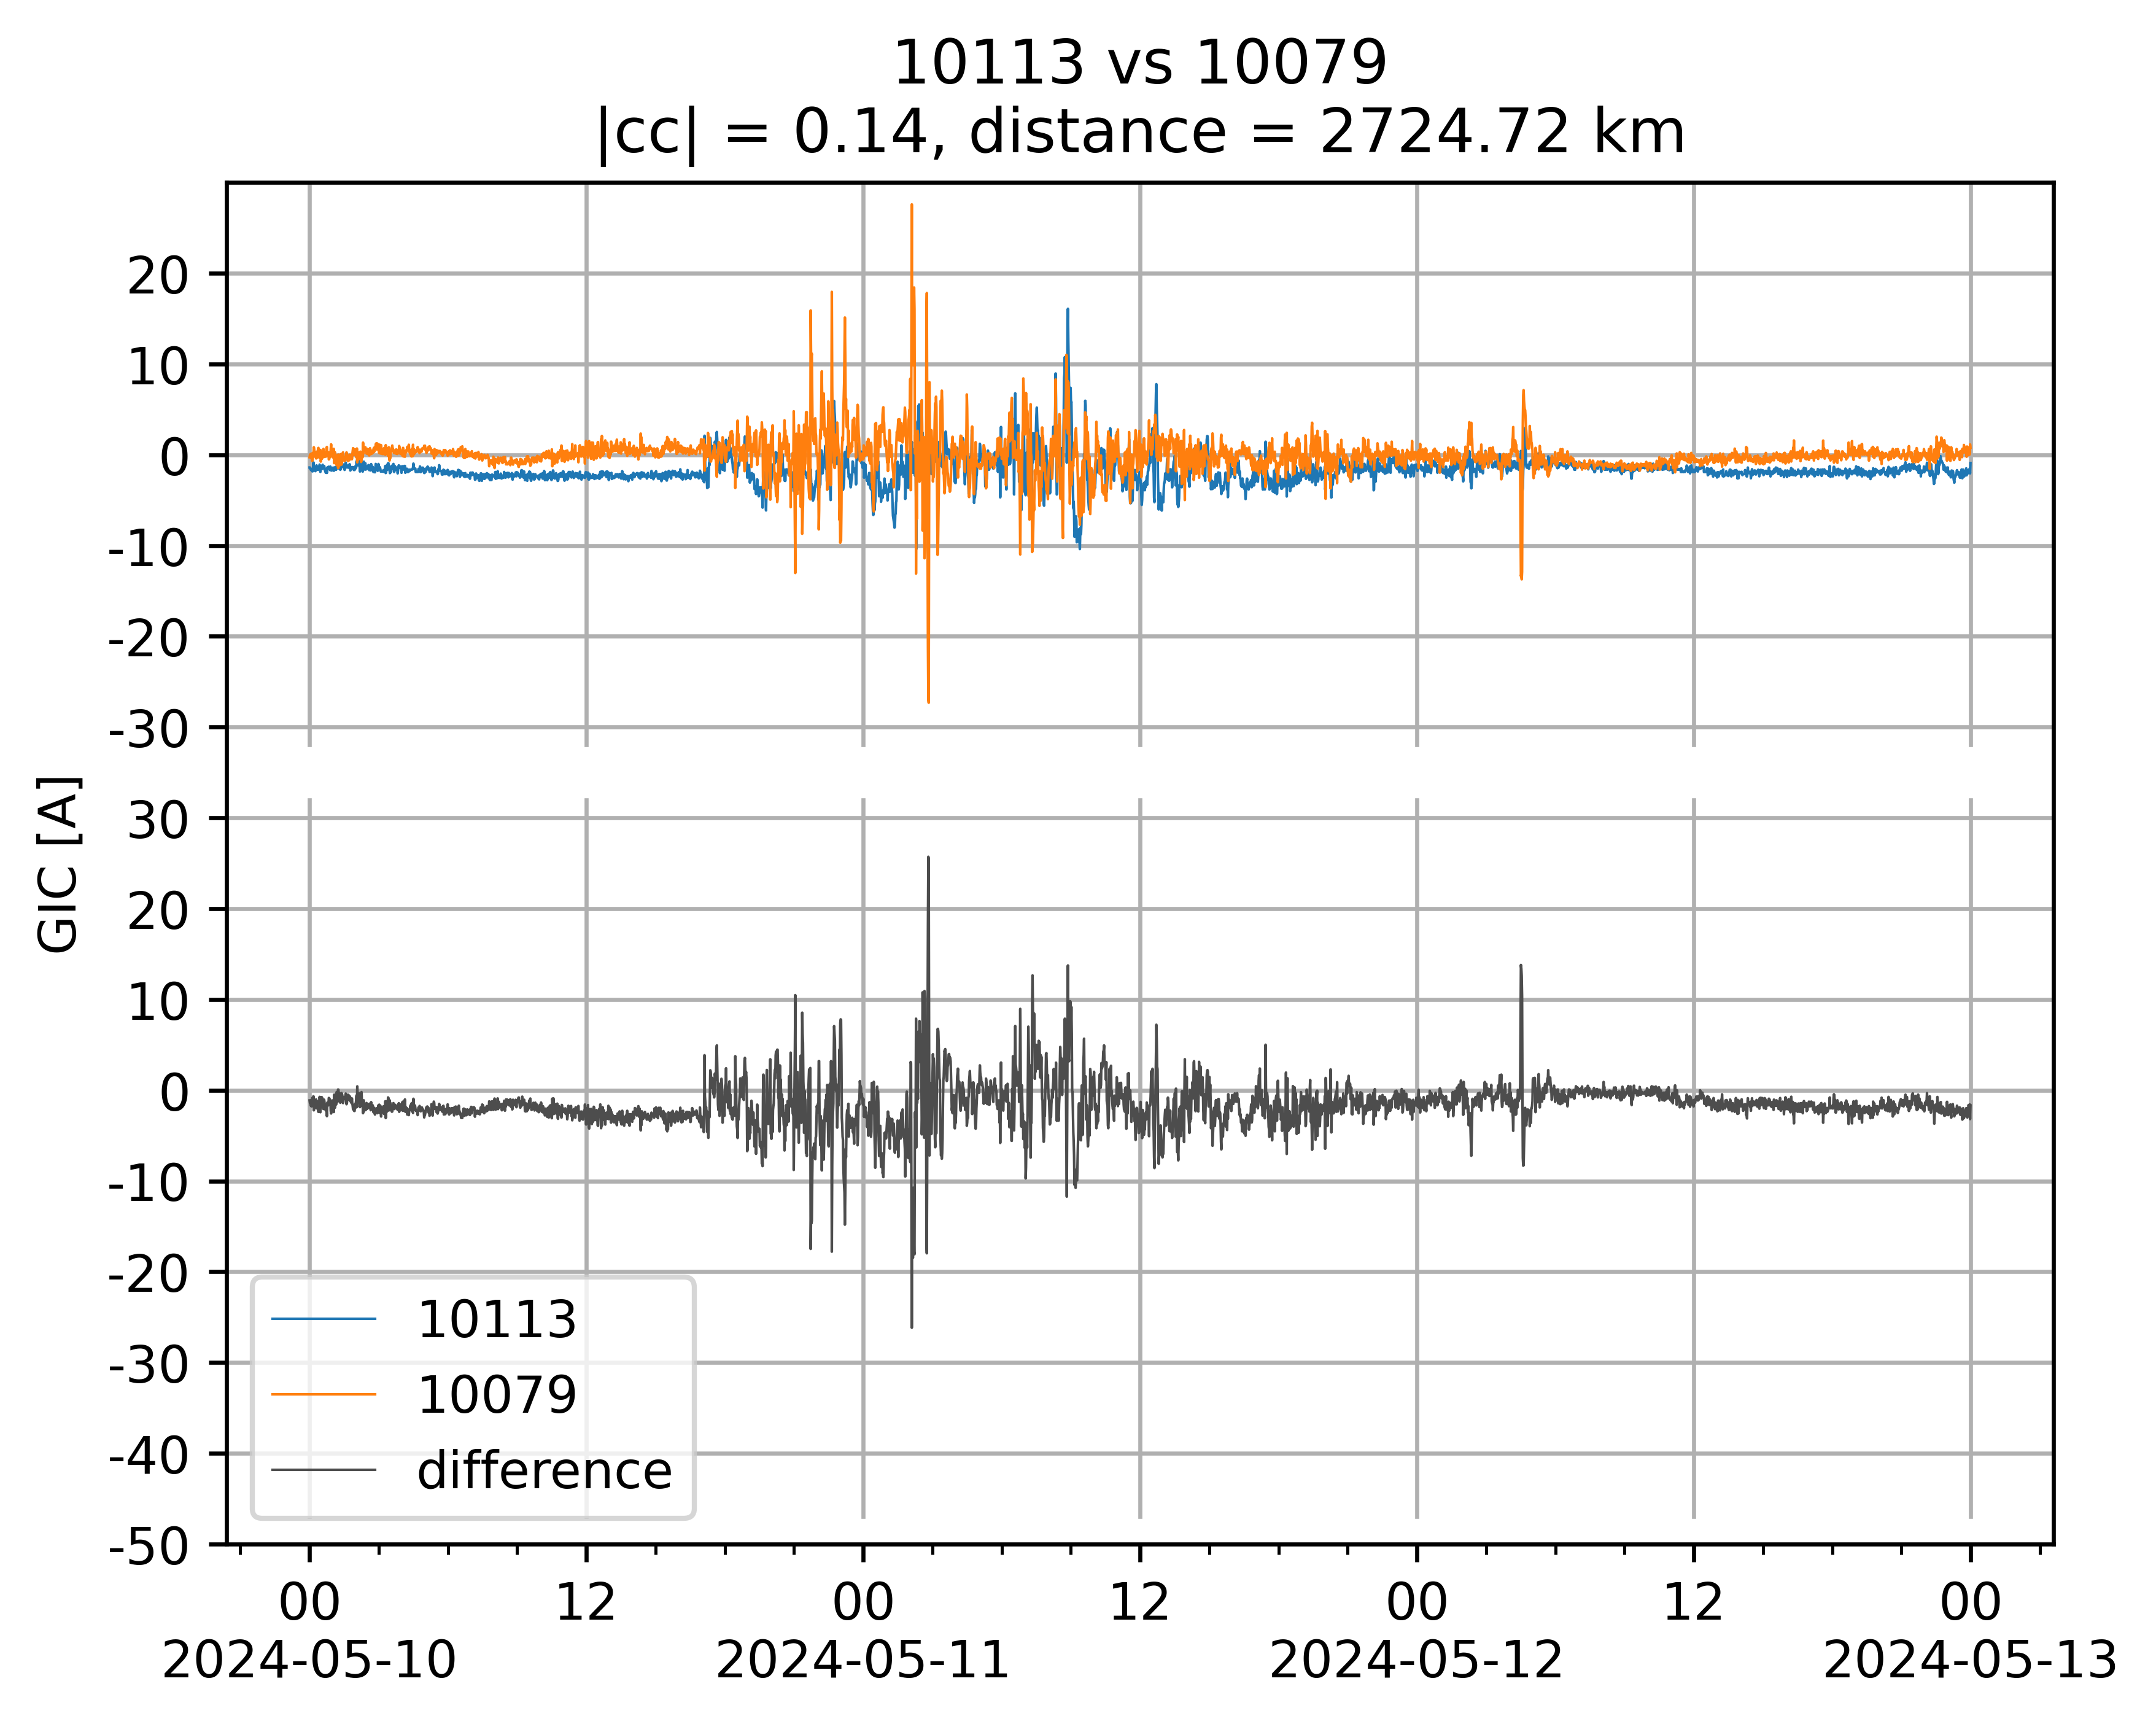 10113 vs 10079
|cc| = 0.14, distance = 2724.72 km
GIC [A]
20
10
0
-10
-20
-30
30
20
10
0
-10
-20
-30
-40
-50
10113
10079
difference
00 12 00 12 00 12 00
2024-05-10 2024-05-11 2024-05-12 2024-05-13